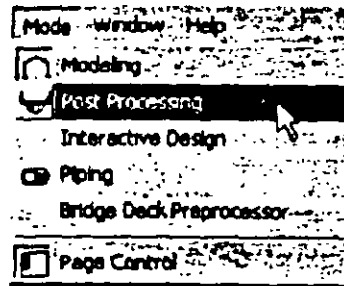 Mode Window Help
Modeling
Post Processing
Interactive Design
Piping
Bridge Deck Preprocessor
Page Control